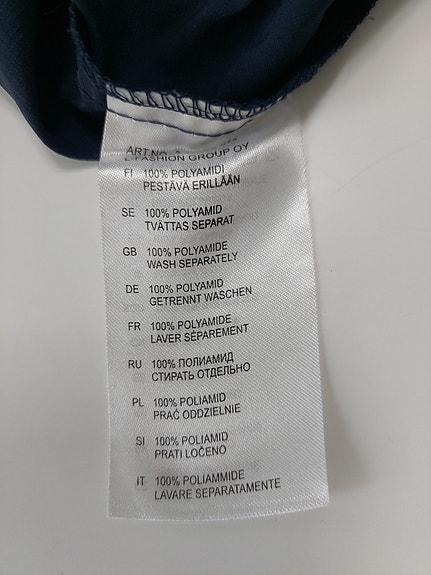 ART.NO.
L-FASHION GROUP OY
FI 100% POLYAMIDI
PESTÄVÄ ERILLÄÄN
SE 100% POLYAMID
TVÄTTAS SEPARAT
GB 100% POLYAMIDE
WASH SEPARATELY
DE 100% POLYAMID
GETRENNT WASCHEN
FR 100% POLYAMIDE
LAVER SÉPAREMENT
RU 100% ПОЛИАМИД
СТИРАТЬ ОТДЕЛЬНО
PL 100% POLIAMID
PRAĆ ODDZIELNIE
SI 100% POLIAMID
PRATI LOČENO
IT 100% POLIAMMIDE
LAVARE SEPARATAMENTE